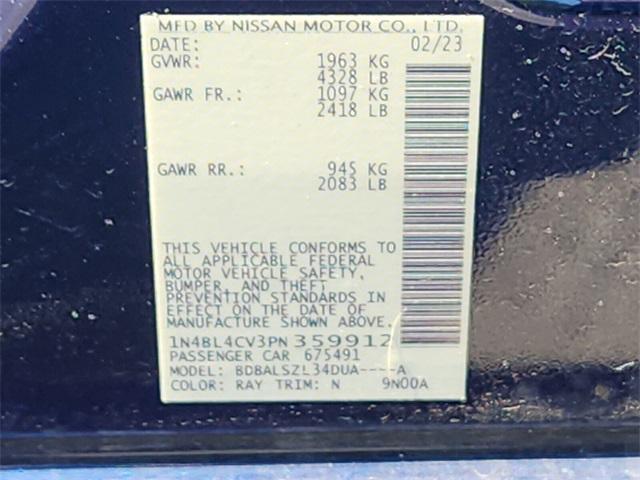 MFD BY NISSAN MOTOR CO., LTD.
DATE: 02/23
GVWR: 1963 KG
4328 LB
GAWR FR.: 1097 KG
2418 LB
GAWR RR.: 945 KG
2083 LB
THIS VEHICLE CONFORMS TO
ALL APPLICABLE FEDERAL
MOTOR VEHICLE SAFETY,
BUMPER, AND THEFT
PREVENTION STANDARDS IN
EFFECT ON THE DATE OF
MANUFACTURE SHOWN ABOVE.
1N4BL4CV3PN 359912
PASSENGER CAR 675491
MODEL: BDBALSZL34DUA----A
COLOR: RAY TRIM: N 9N00A